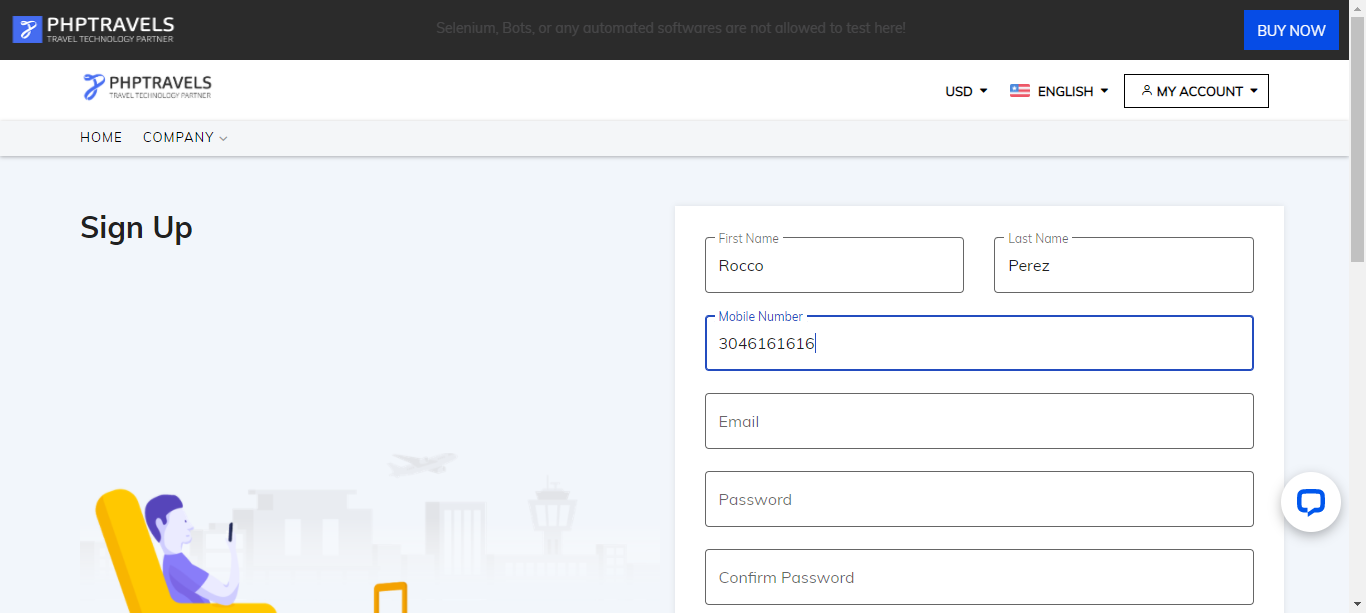 PHPTRAVELS
TRAVEL TECHNOLOGY PARTNER
Selenium, Bots, or any automated softwares are not allowed to test here!
BUY NOW
PHPTRAVELS
TRAVEL TECHNOLOGY PARTNER
USD
ENGLISH
MY ACCOUNT
HOME
COMPANY
Sign Up
First Name
Last Name
Rocco
Perez
Mobile Number
3046161616
Email
Password
Confirm Password